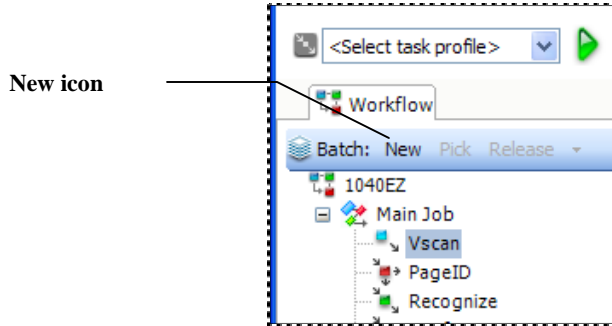 <Select task profile>
New icon
Workflow
Batch: New Pick Release
1040EZ
Main Job
Vscan
PageID
Recognize